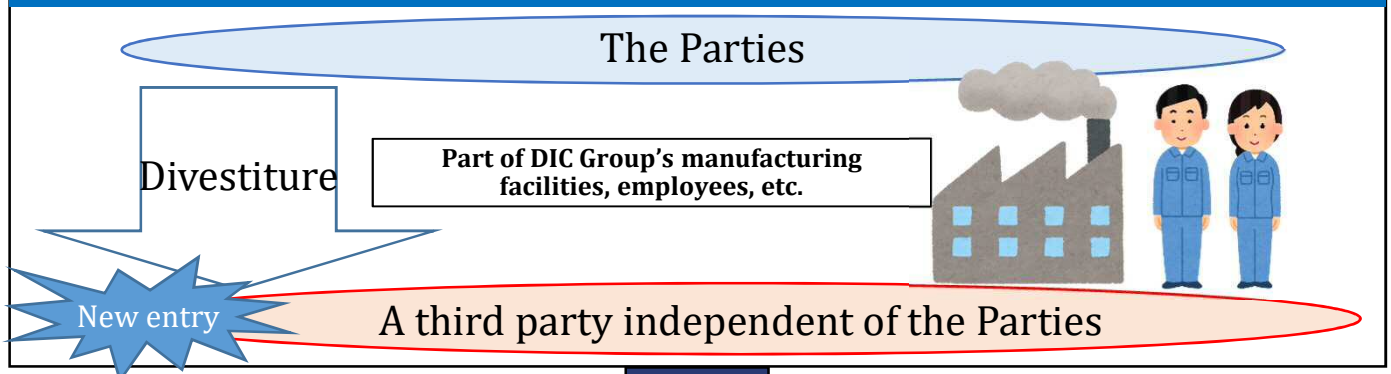 The Parties
Divestiture
Part of DIC Group's manufacturing
facilities, employees, etc.
New entry
A third party independent of the Parties